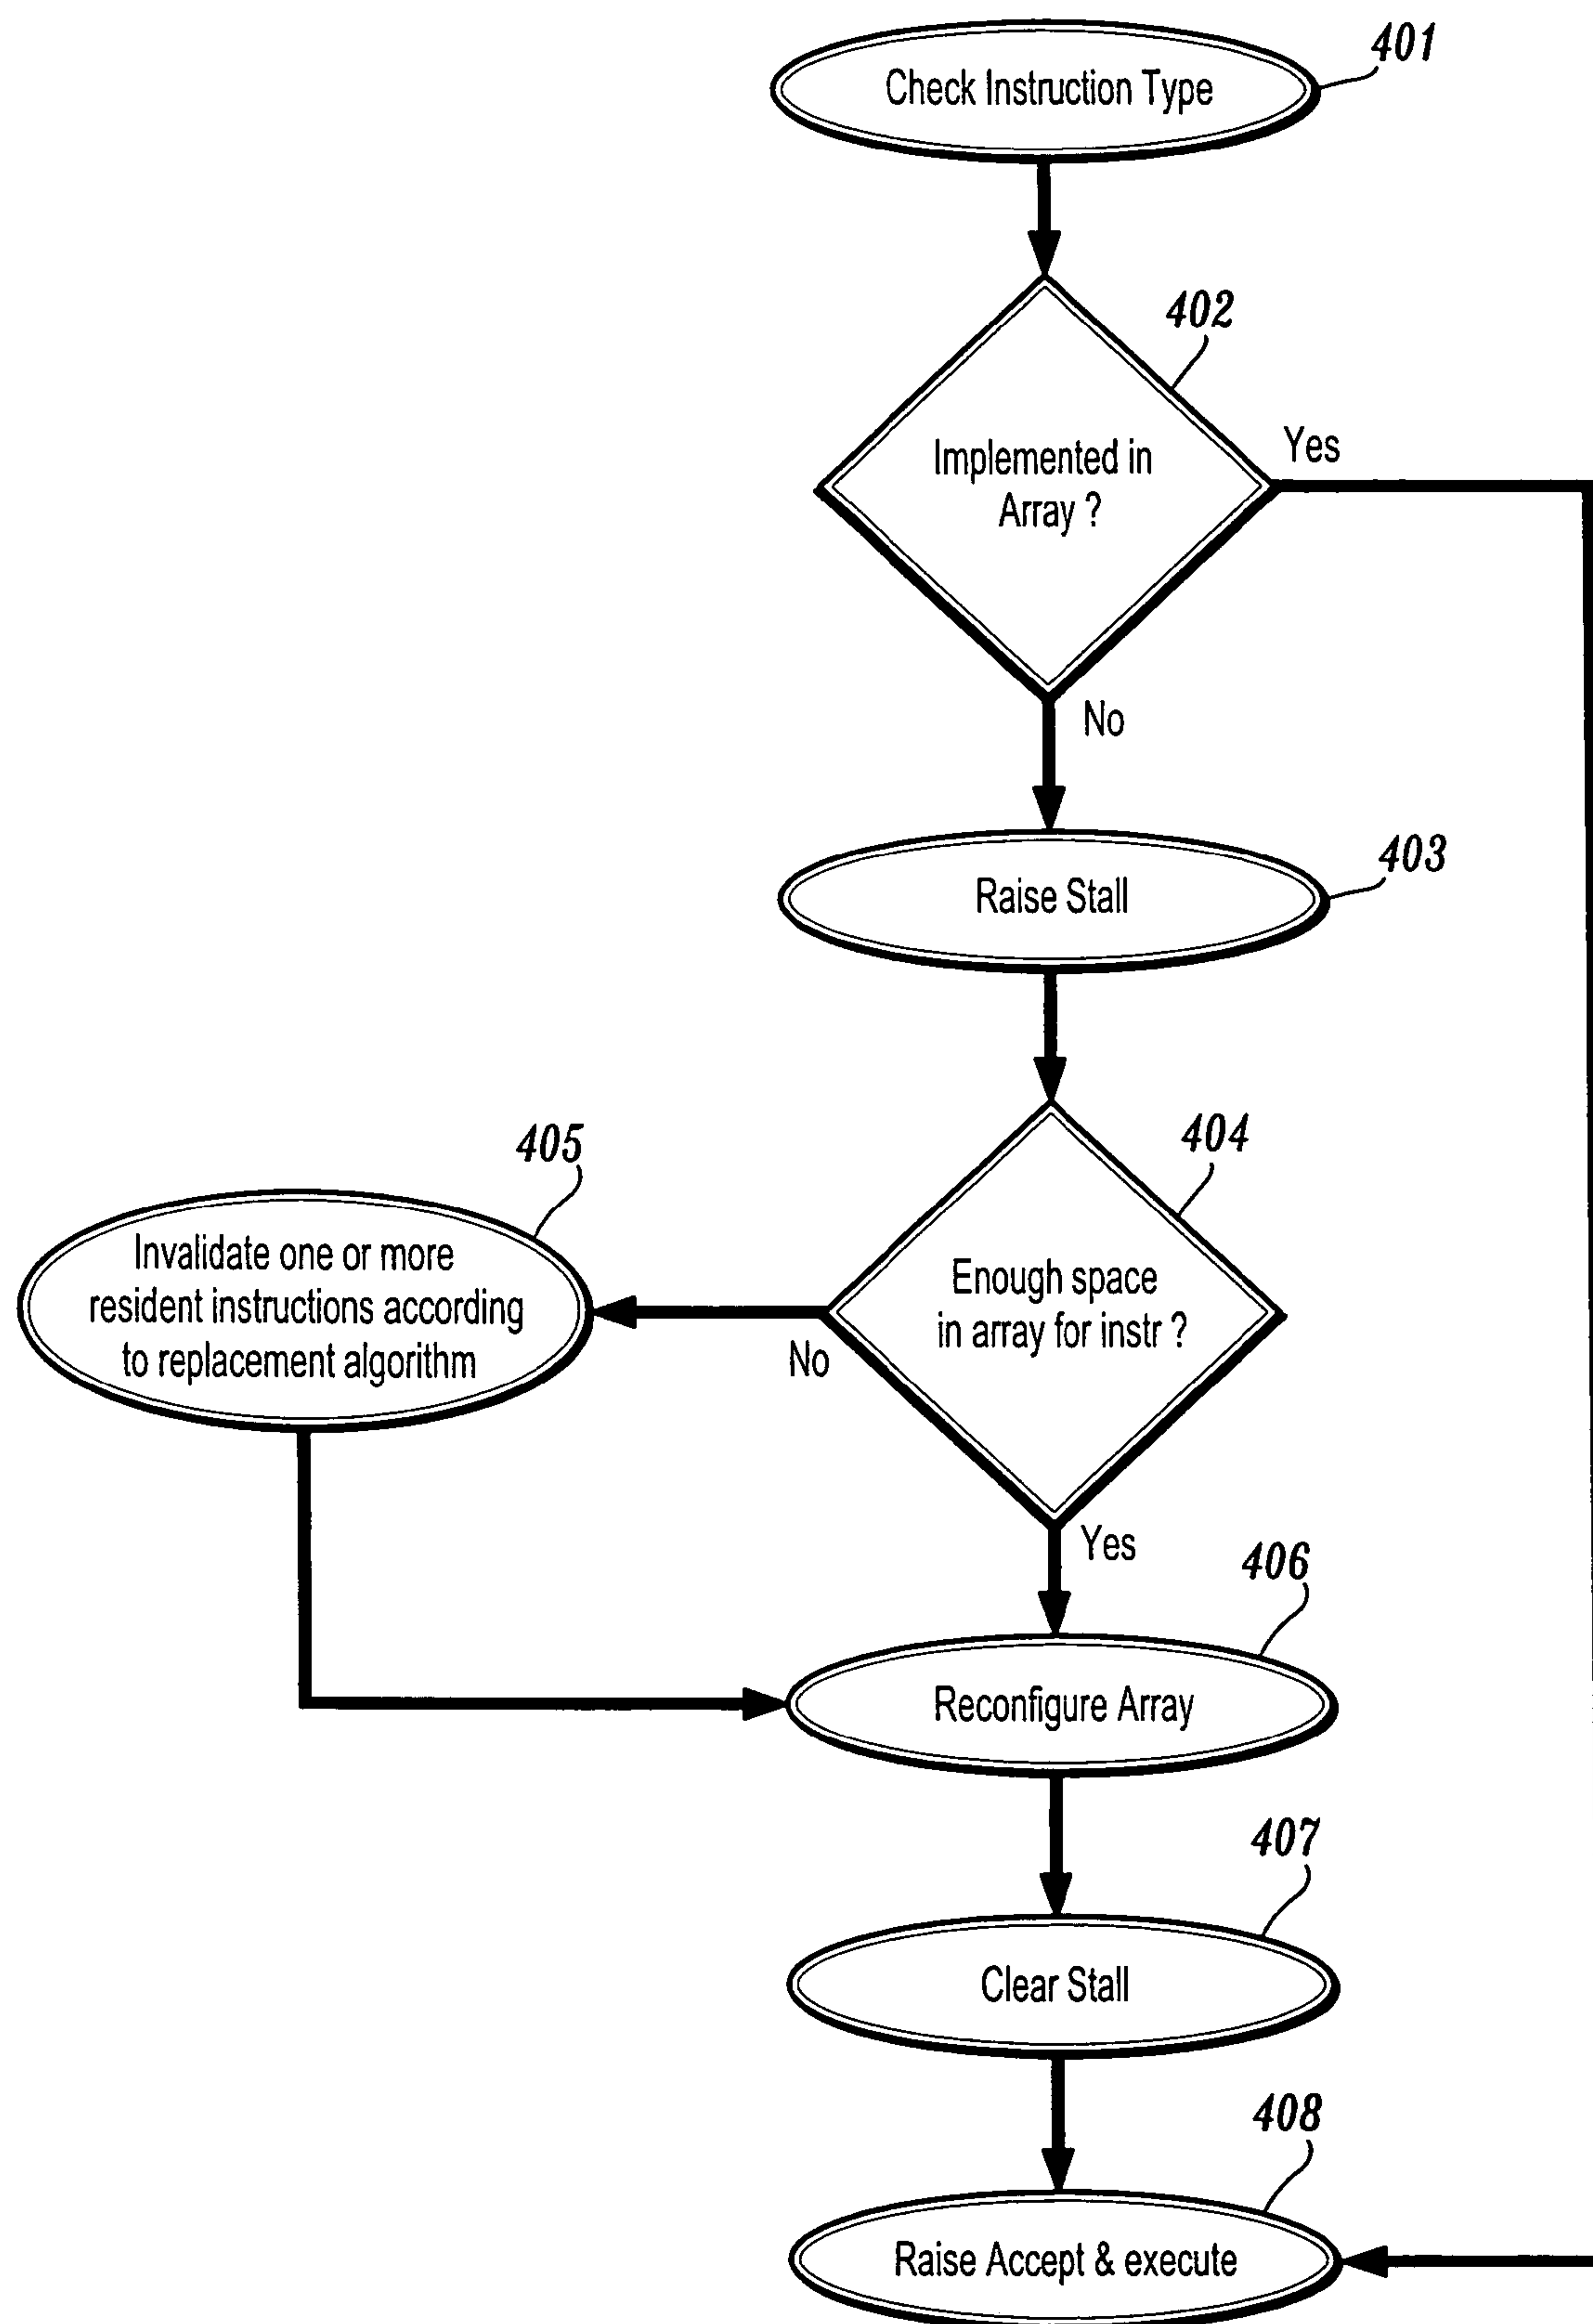 401
Check Instruction Type
402
Implemented in
Array ?
Yes
No
403
Raise Stall
404
405
Enough space
in array for instr ?
Invalidate one or more
resident instructions according
to replacement algorithm
No
Yes
406
Reconfigure Array
407
Clear Stall
408
Raise Accept & execute